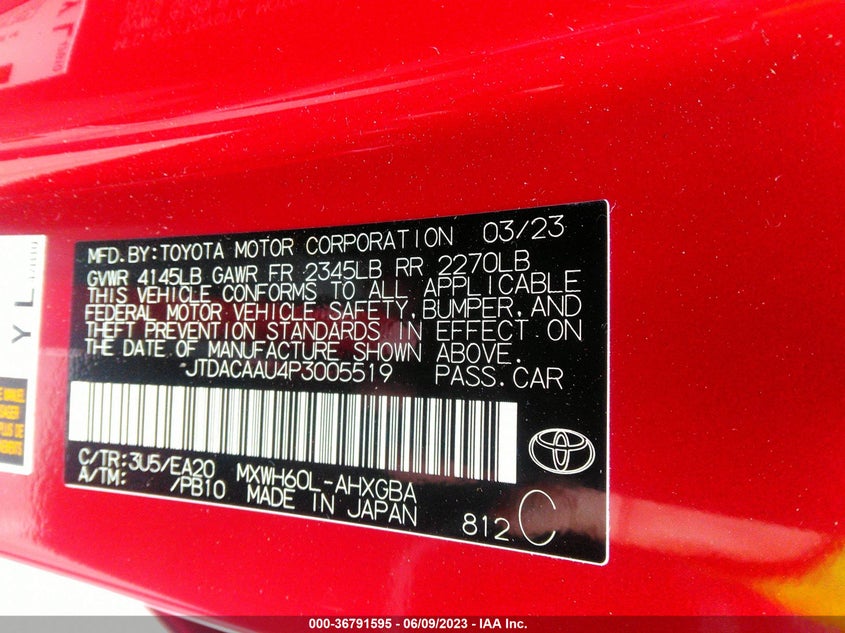 MFD.BY:TOYOTA MOTOR CORPORATION 03/23
GVWR 4145LB GAWR FR 2345LB RR 2270LB
THIS VEHICLE CONFORMS TO ALL APPLICABLE
FEDERAL MOTOR VEHICLE SAFETY,BUMPER,AND
THEFT PREVENTION STANDARDS IN EFFECT ON
THE DATE OF MANUFACTURE SHOWN ABOVE.
JTDACAAU4P3005519 PASS.CAR
C/TR:3U5/EA20 MXWH60L-AHXGBA
A/TM: /PB10 MADE IN JAPAN
812 C
Y L
000-36791595 - 06/09/2023 - IAA Inc.